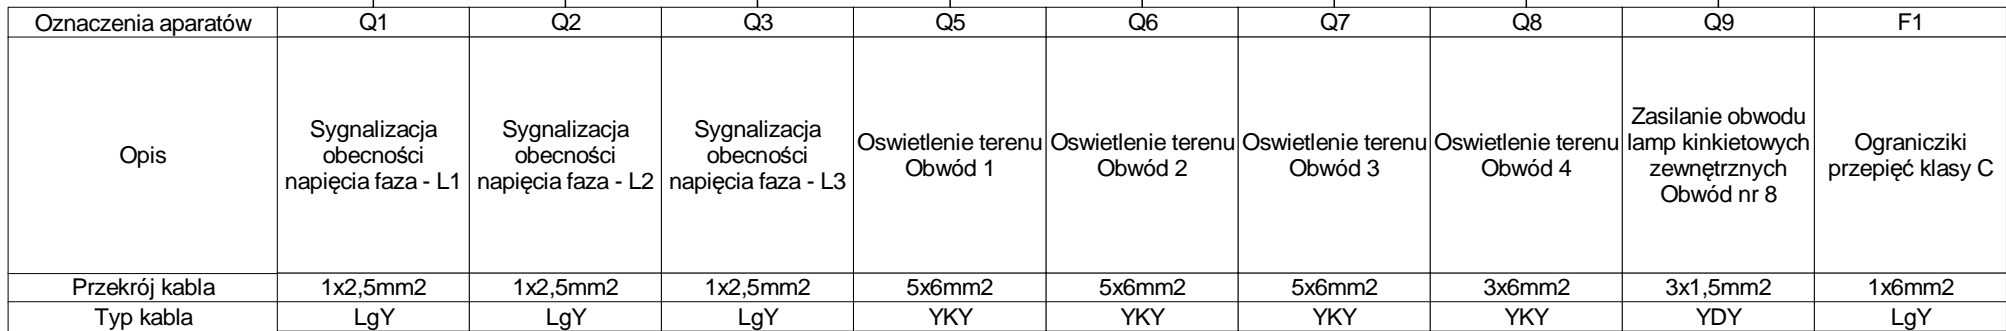 Oznaczenia aparatów Q1 Q2 Q3 Q5 Q6 Q7 Q8 Q9 F1
Opis
Sygnalizacja
obecności
napięcia faza - L1
Sygnalizacja
obecności
napięcia faza - L2
Sygnalizacja
obecności
napięcia faza - L3
Oswietlenie terenu
Obwód 1
Oswietlenie terenu
Obwód 2
Oswietlenie terenu
Obwód 3
Oswietlenie terenu
Obwód 4
Zasilanie obwodu
lamp kinkietowych
zewnętrznych
Obwód nr 8
Ogranicziki
przepięć klasy C
Przekrój kabla 1x2,5mm2 1x2,5mm2 1x2,5mm2 5x6mm2 5x6mm2 5x6mm2 3x6mm2 3x1,5mm2 1x6mm2
Typ kabla LgY LgY LgY YKY YKY YKY YKY YDY LgY